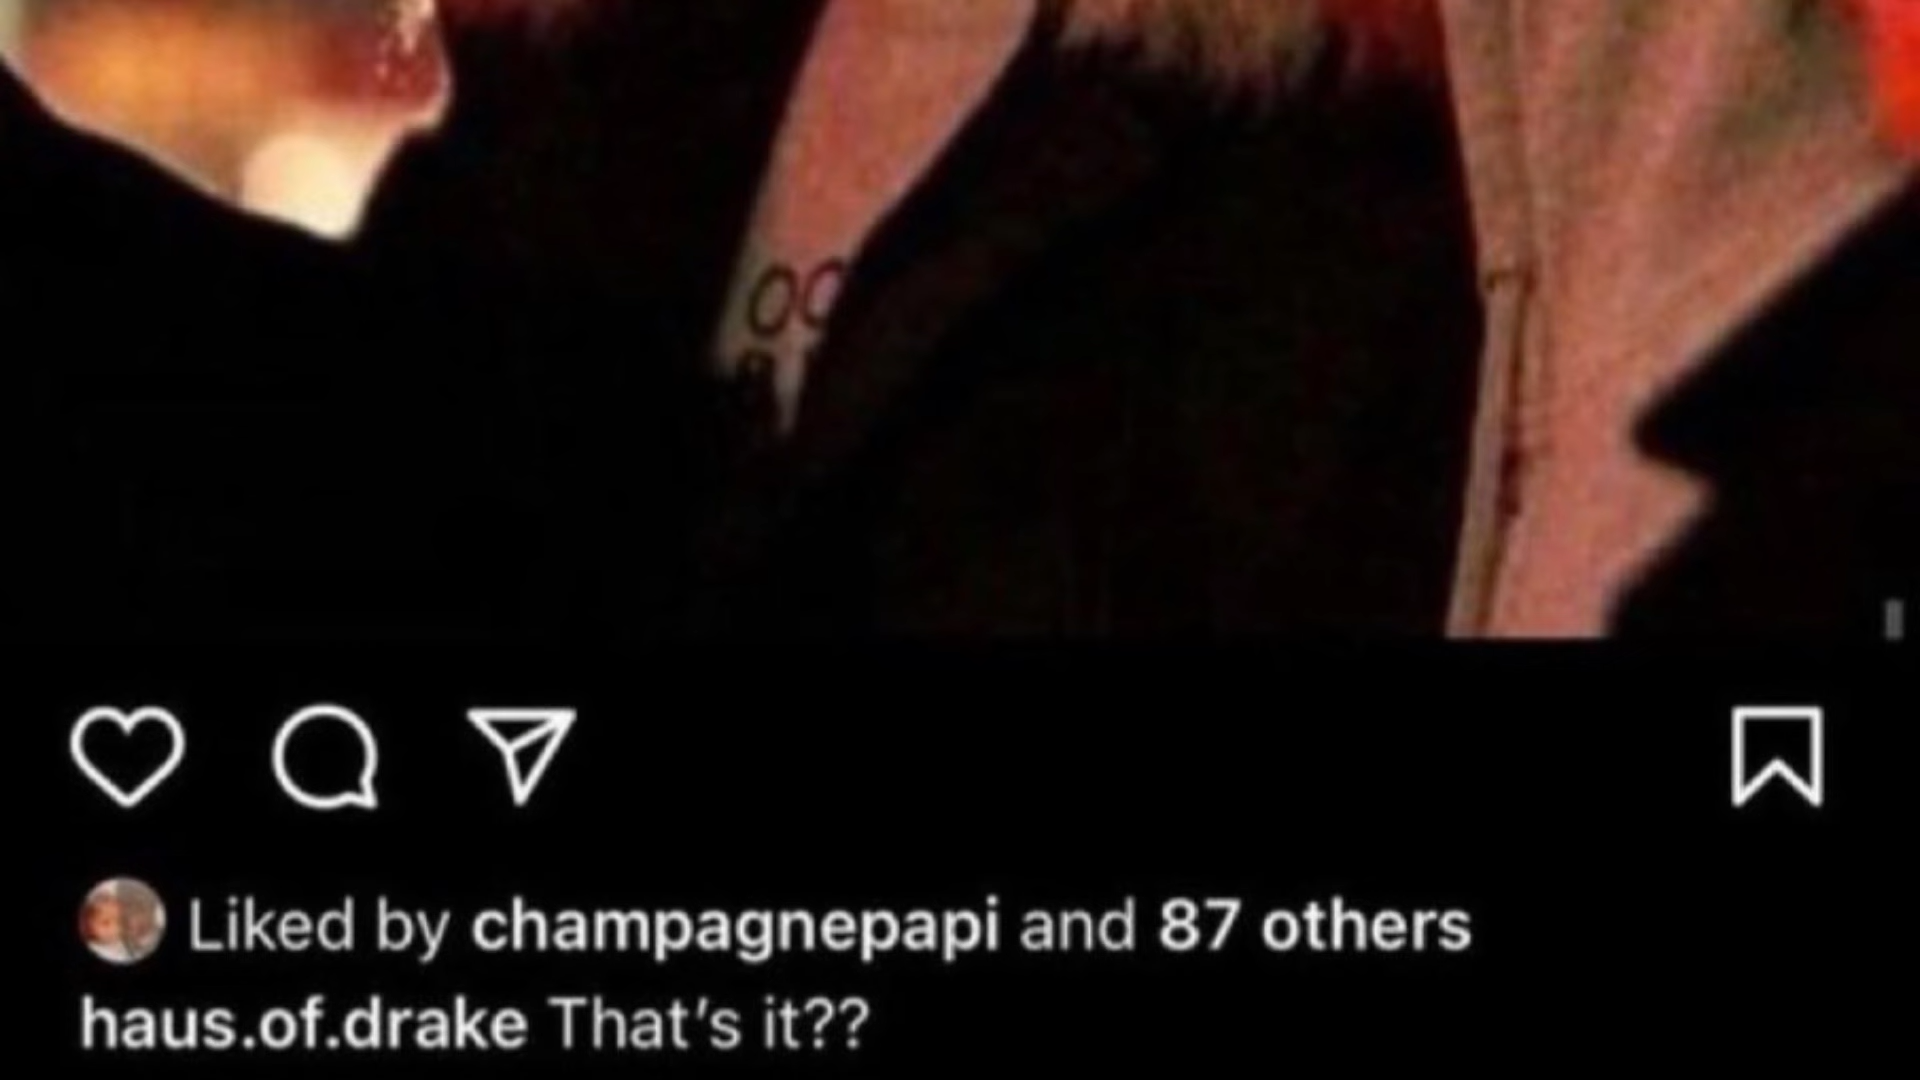 Liked by champagnepapi and 87 others
haus.of.drake That's it??